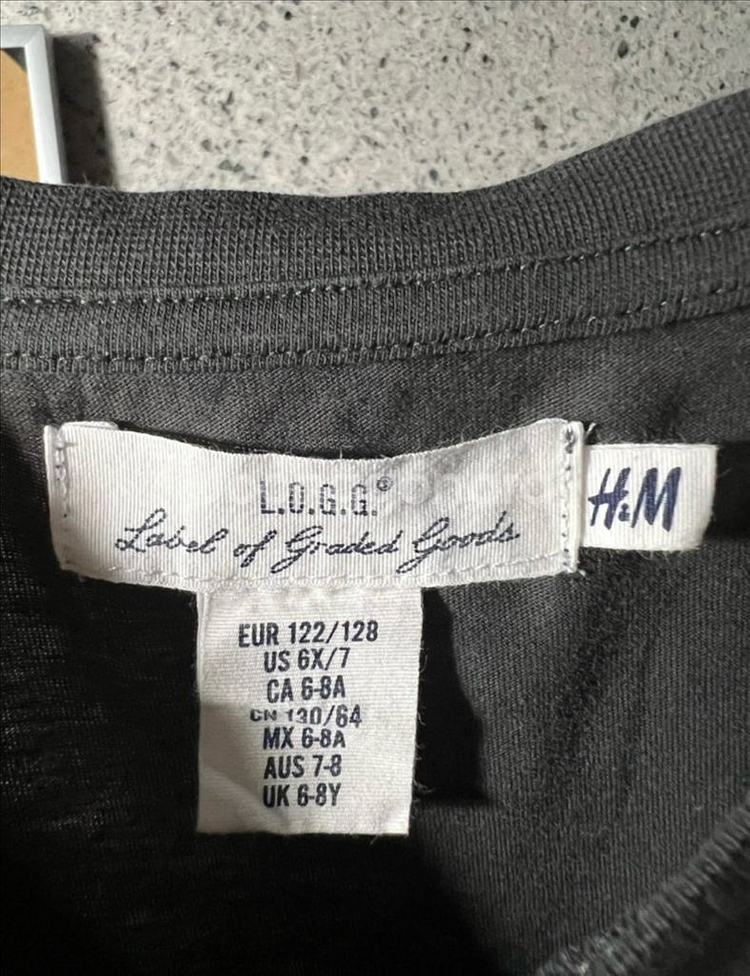 L.O.G.G.®
Label of Graded Goods
H&M
EUR 122/128
US 6X/7
CA 6-8A
CN 130/64
MX 6-8A
AUS 7-8
UK 6-8Y